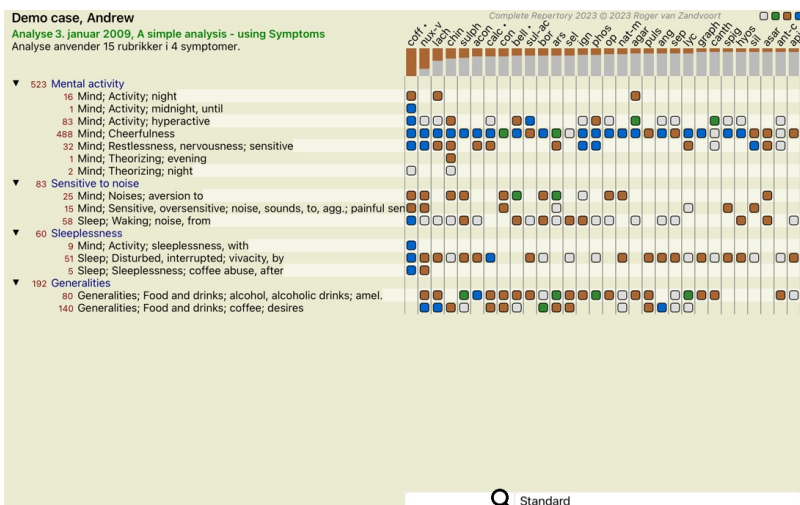 Demo case, Andrew
Complete Repertory 2023 © 2023 Roger van Zandvoort
Analyse 3. januar 2009, A simple analysis - using Symptoms
Analyse anvender 15 rubrikker i 4 symptomer.
coff · nux-v lach chin sulph acon calc · con bell · sul-ac bor ars sel ign phos op nat-m agar puls ang sep lyc graph canth spig hyos sil asar ant-c
▼ 523 Mental activity
16 Mind; Activity; night
1 Mind; Activity; midnight, until
83 Mind; Activity; hyperactive
488 Mind; Cheerfulness
32 Mind; Restlessness, nervousness; sensitive
1 Mind; Theorizing; evening
2 Mind; Theorizing; night
▼ 83 Sensitive to noise
25 Mind; Noises; aversion to
15 Mind; Sensitive, oversensitive; noise, sounds, to, agg.; painful sen
58 Sleep; Waking; noise, from
▼ 60 Sleeplessness
9 Mind; Activity; sleeplessness, with
51 Sleep; Disturbed, interrupted; vivacity, by
5 Sleep; Sleeplessness; coffee abuse, after
▼ 192 Generalities
80 Generalities; Food and drinks; alcohol, alcoholic drinks; amel.
140 Generalities; Food and drinks; coffee; desires
Standard